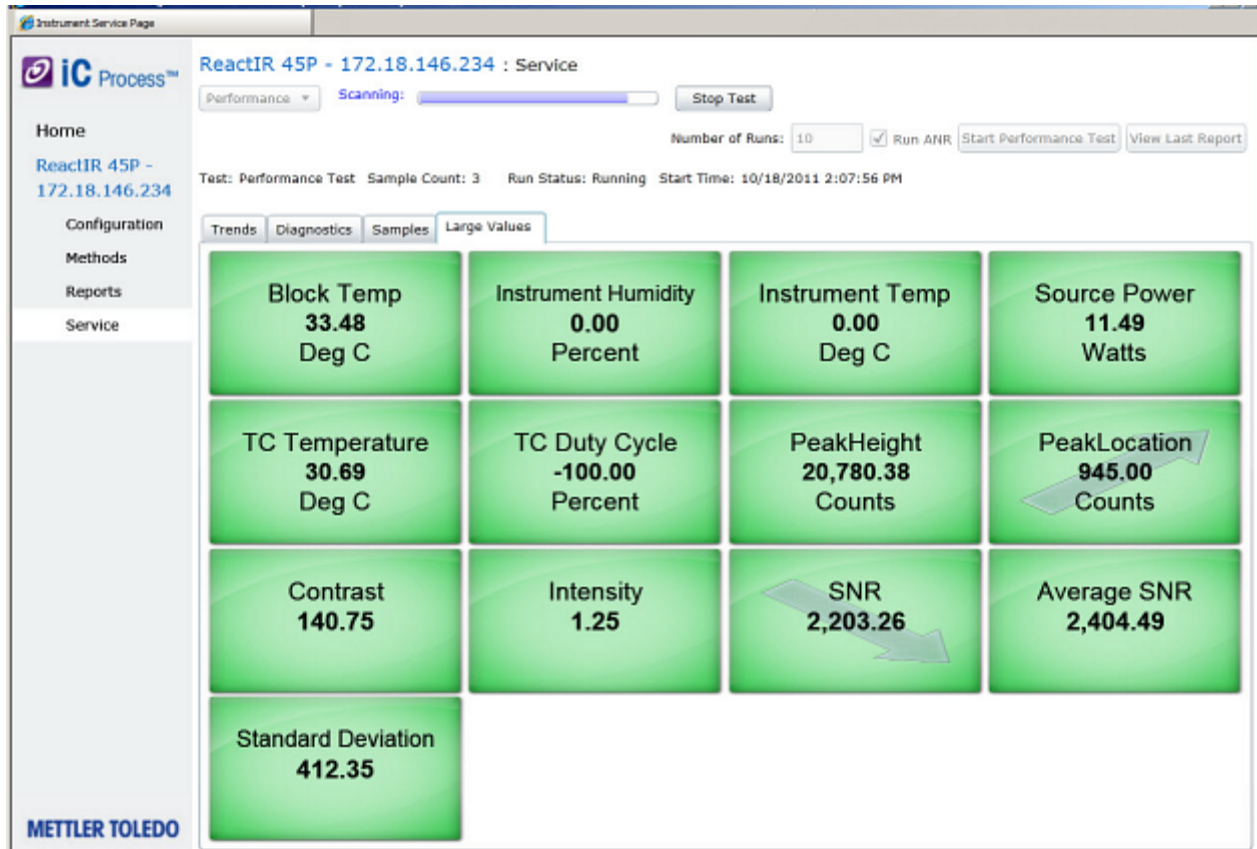 Instrument Service Page
iC Process™
ReactIR 45P - 172.18.146.234 : Service
Performance
Scanning:
Stop Test
Number of Runs: 10 Run ANR Start Performance Test View Last Report
Test: Performance Test Sample Count: 3 Run Status: Running Start Time: 10/18/2011 2:07:56 PM
Home
ReactIR 45P -
172.18.146.234
Configuration
Methods
Reports
Service
Trends Diagnostics Samples Large Values
Block Temp
33.48
Deg C
Instrument Humidity
0.00
Percent
Instrument Temp
0.00
Deg C
Source Power
11.49
Watts
TC Temperature
30.69
Deg C
TC Duty Cycle
-100.00
Percent
PeakHeight
20,780.38
Counts
PeakLocation
945.00
Counts
Contrast
140.75
Intensity
1.25
SNR
2,203.26
Average SNR
2,404.49
Standard Deviation
412.35
METTLER TOLEDO